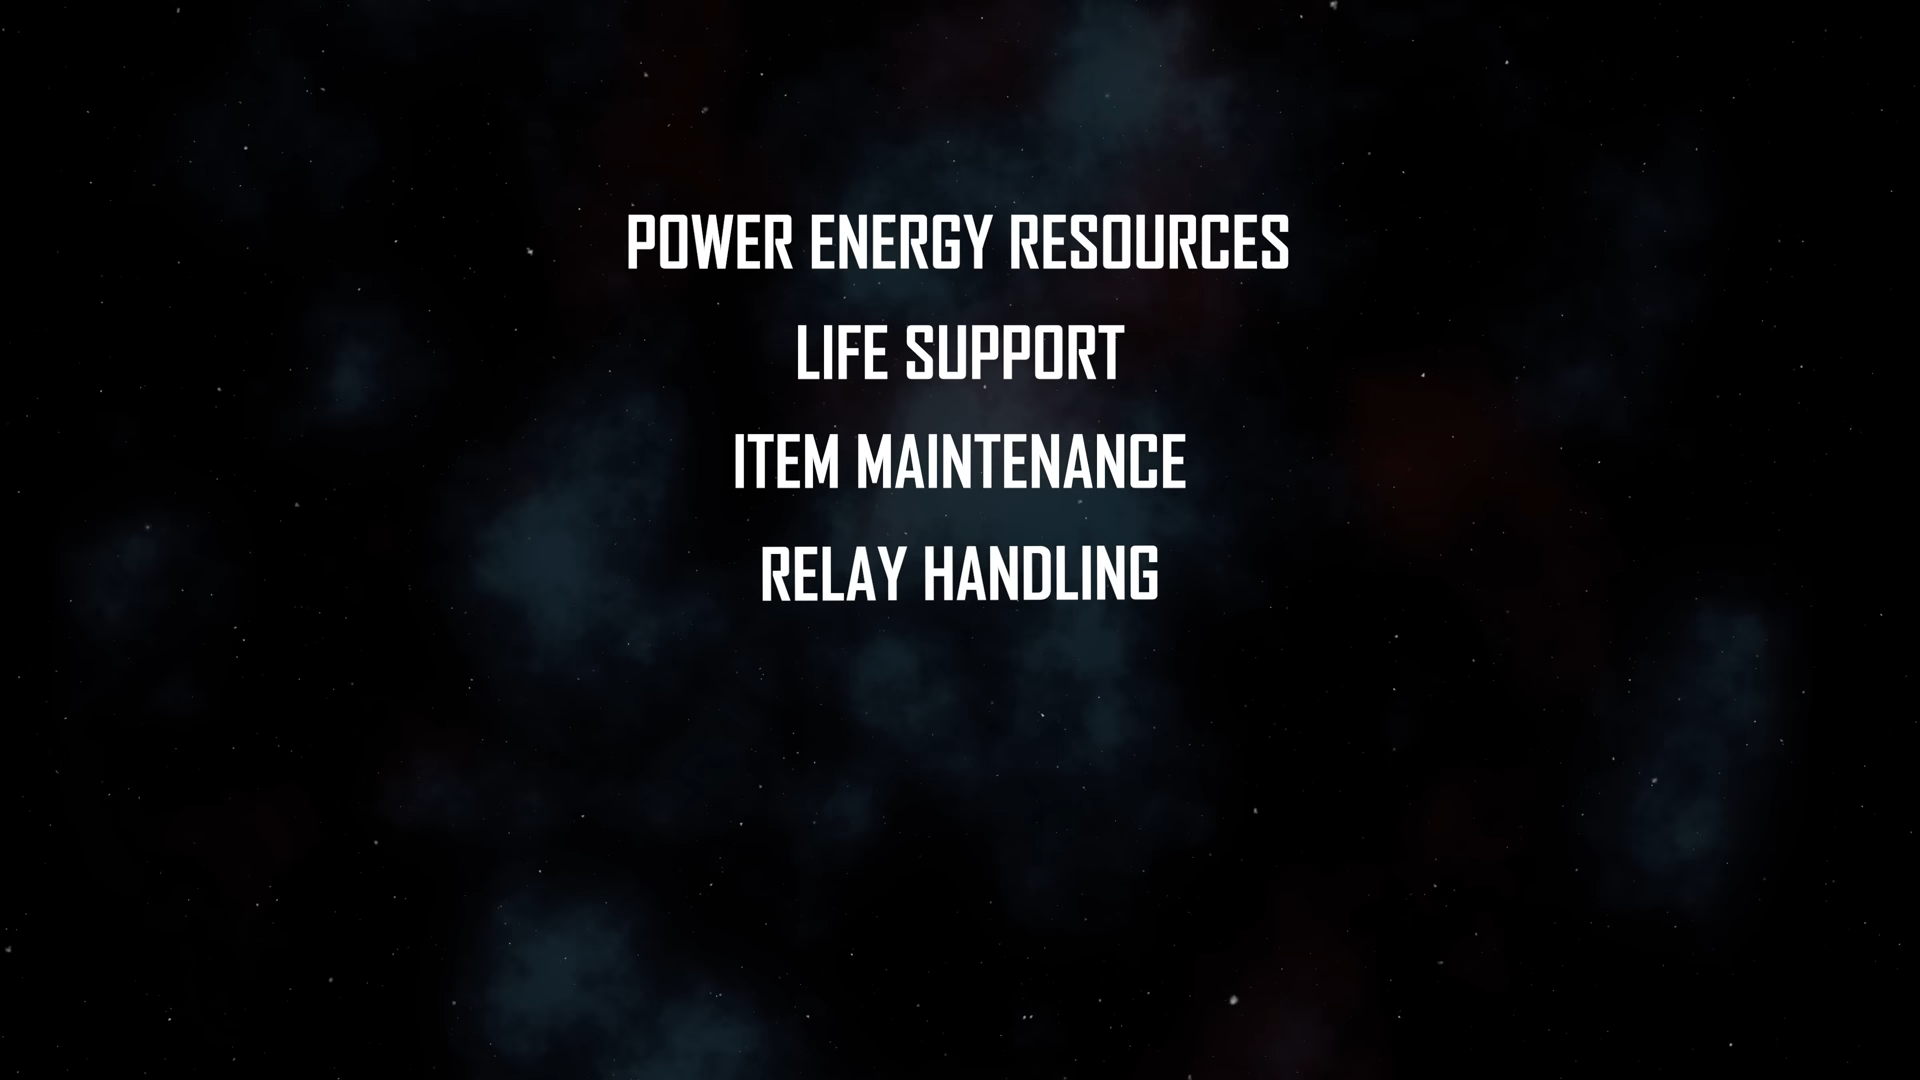 POWER ENERGY RESOURCES
LIFE SUPPORT
ITEM MAINTENANCE
RELAY HANDLING